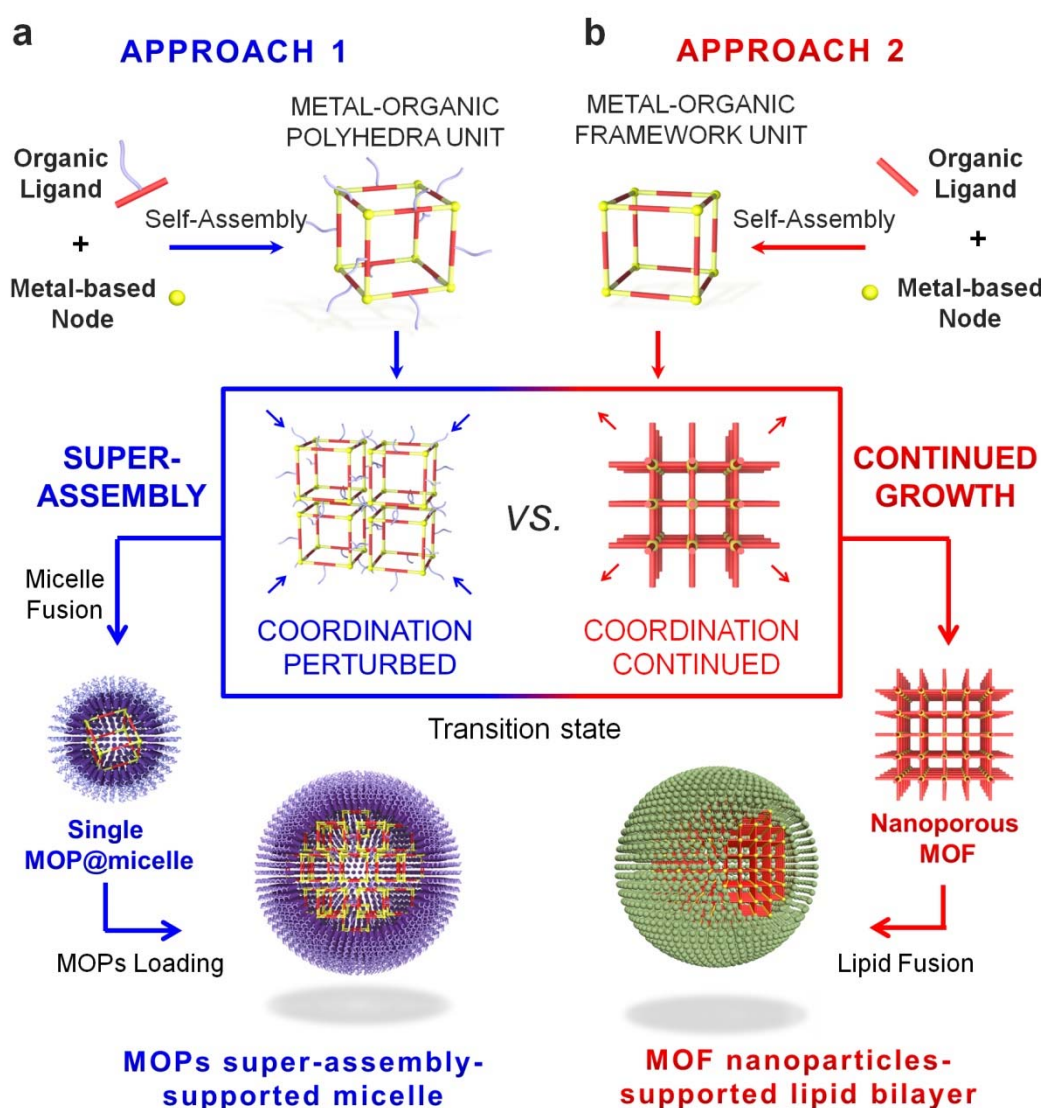 a
APPROACH 1
METAL-ORGANIC
POLYHEDRA UNIT
Organic
Ligand
+
Metal-based
Node
Self-Assembly
SUPER-
ASSEMBLY
COORDINATION
PERTURBED
Micelle
Fusion
Single
MOP@micelle
MOPs Loading
MOPs super-assembly-
supported micelle
VS.
Transition state
b
APPROACH 2
METAL-ORGANIC
FRAMEWORK UNIT
Organic
Ligand
+
Metal-based
Node
Self-Assembly
CONTINUED
GROWTH
COORDINATION
CONTINUED
Nanoporous
MOF
Lipid Fusion
MOF nanoparticles-
supported lipid bilayer